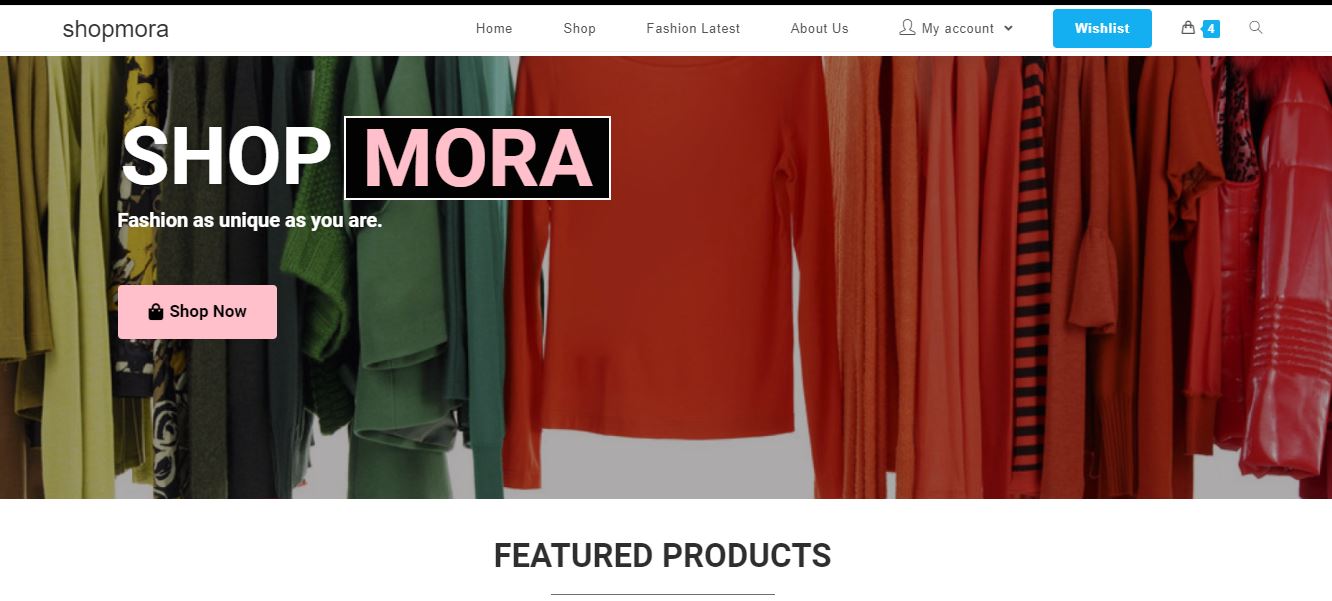 shopmora Home Shop Fashion Latest About Us My account Wishlist 4
SHOP MORA
Fashion as unique as you are.
Shop Now
FEATURED PRODUCTS